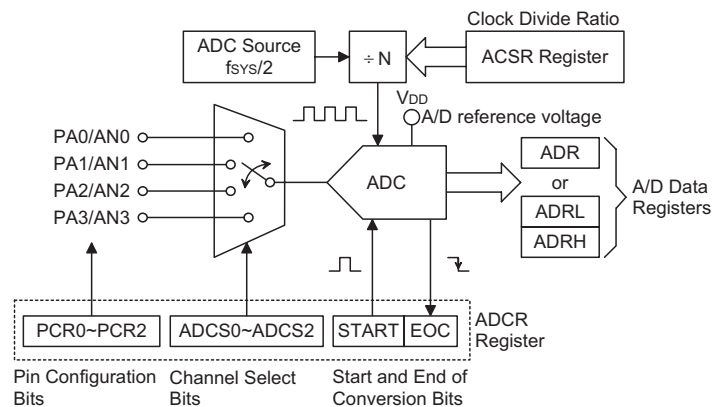 Clock Divide Ratio
ADC Source
fSYS/2
÷ N
ACSR Register
VDD
A/D reference voltage
PA0/AN0
PA1/AN1
PA2/AN2
PA3/AN3
ADC
ADR
or
ADRL
ADRH
A/D Data
Registers
PCR0~PCR2
ADCS0~ADCS2
START
EOC
ADCR
Register
Pin Configuration
Bits
Channel Select
Bits
Start and End of
Conversion Bits